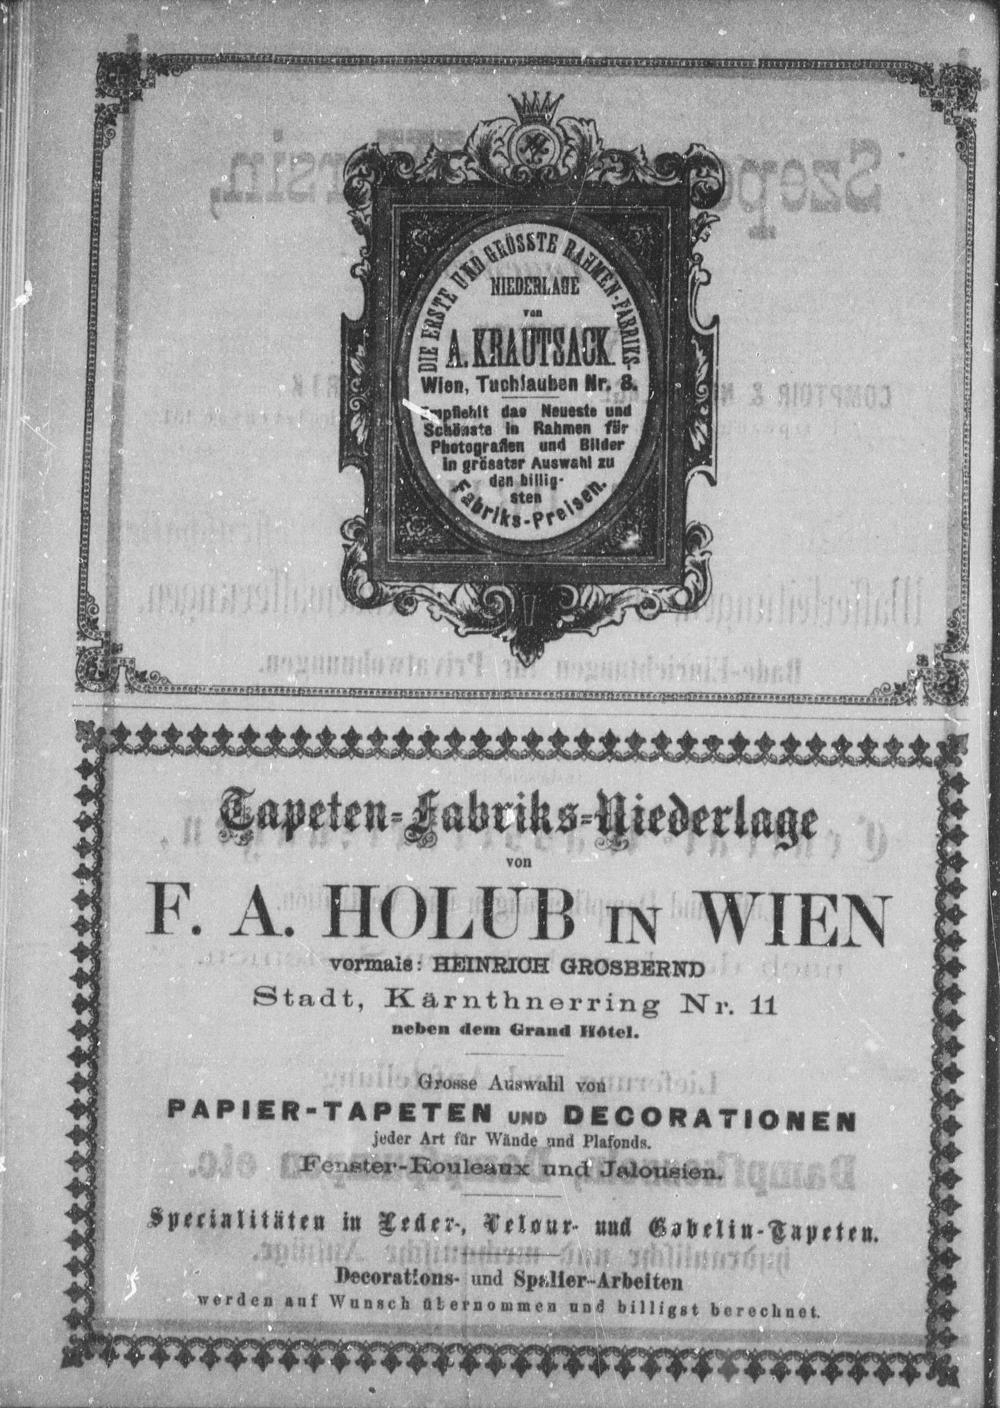 DIE ERSTE UND GRÖSSTE RAHMEN-FABRIKS-
NIEDERLAGE
von
A. KRAUTSACK
Wien, Tuchlauben Nr. 8.
Empfiehlt das Neueste und
Schönste in Rahmen für
Photografien und Bilder
in grösster Auswahl zu
den billig-
sten
Fabriks-Preisen.
Tapeten-Fabriks-Niederlage
von
F. A. HOLUB IN WIEN
vormals: HEINRICH GROSBERND
Stadt, Kärnthnerring Nr. 11
neben dem Grand Hôtel.
Grosse Auswahl von
PAPIER-TAPETEN UND DECORATIONEN
jeder Art für Wände und Plafonds.
Fenster-Rouleaux und Jalousien.
Specialitäten in Leder-, Velour- und Gobelin-Tapeten.
Decorations- und Spalier-Arbeiten
werden auf Wunsch übernommen und billigst berechnet.